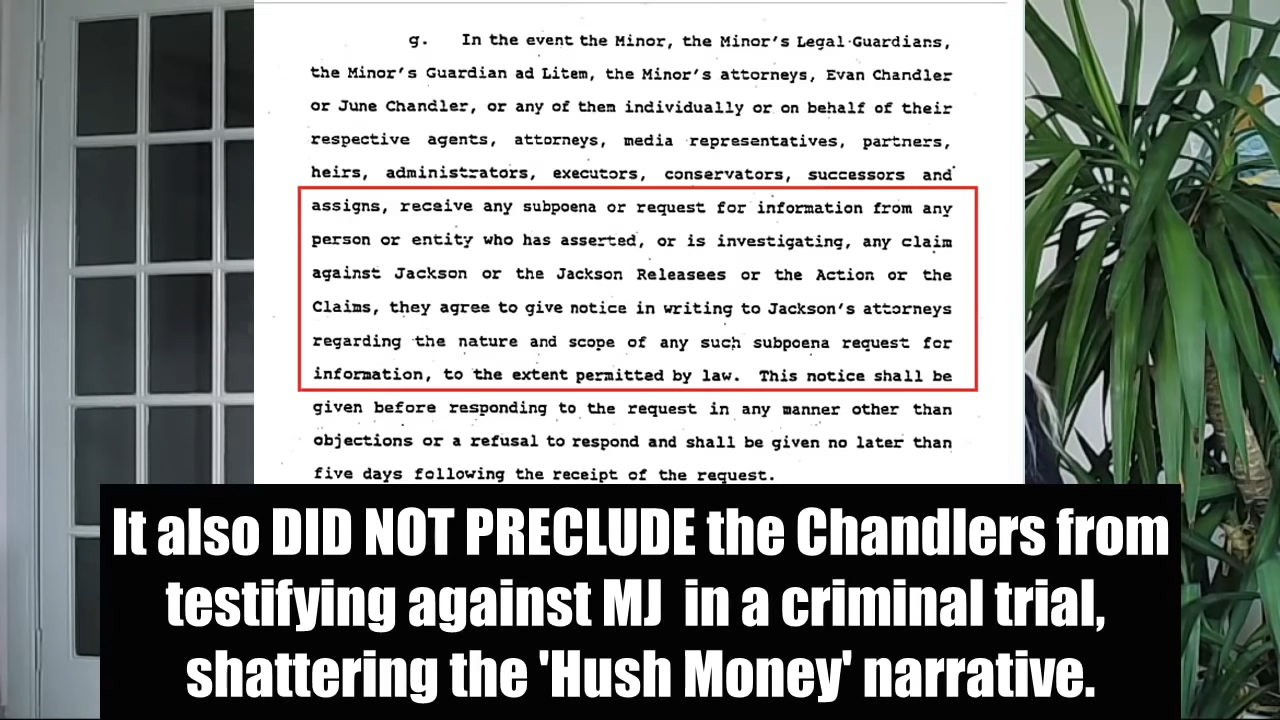 g. In the event the Minor, the Minor's Legal Guardians,
the Minor's Guardian ad Litem, the Minor's attorneys, Evan Chandler
or June Chandler, or any of them individually or on behalf of their
respective agents, attorneys, media representatives, partners,
heirs, administrators, executors, conservators, successors and
assigns, receive any subpoena or request for information from any
person or entity who has asserted, or is investigating, any claim
against Jackson or the Jackson Releasees or the Action or the
Claims, they agree to give notice in writing to Jackson's attorneys
regarding the nature and scope of any such subpoena request for
information, to the extent permitted by law. This notice shall be
given before responding to the request in any manner other than
objections or a refusal to respond and shall be given no later than
five days following the receipt of the request.
It also DID NOT PRECLUDE the Chandlers from
testifying against MJ in a criminal trial,
shattering the 'Hush Money' narrative.